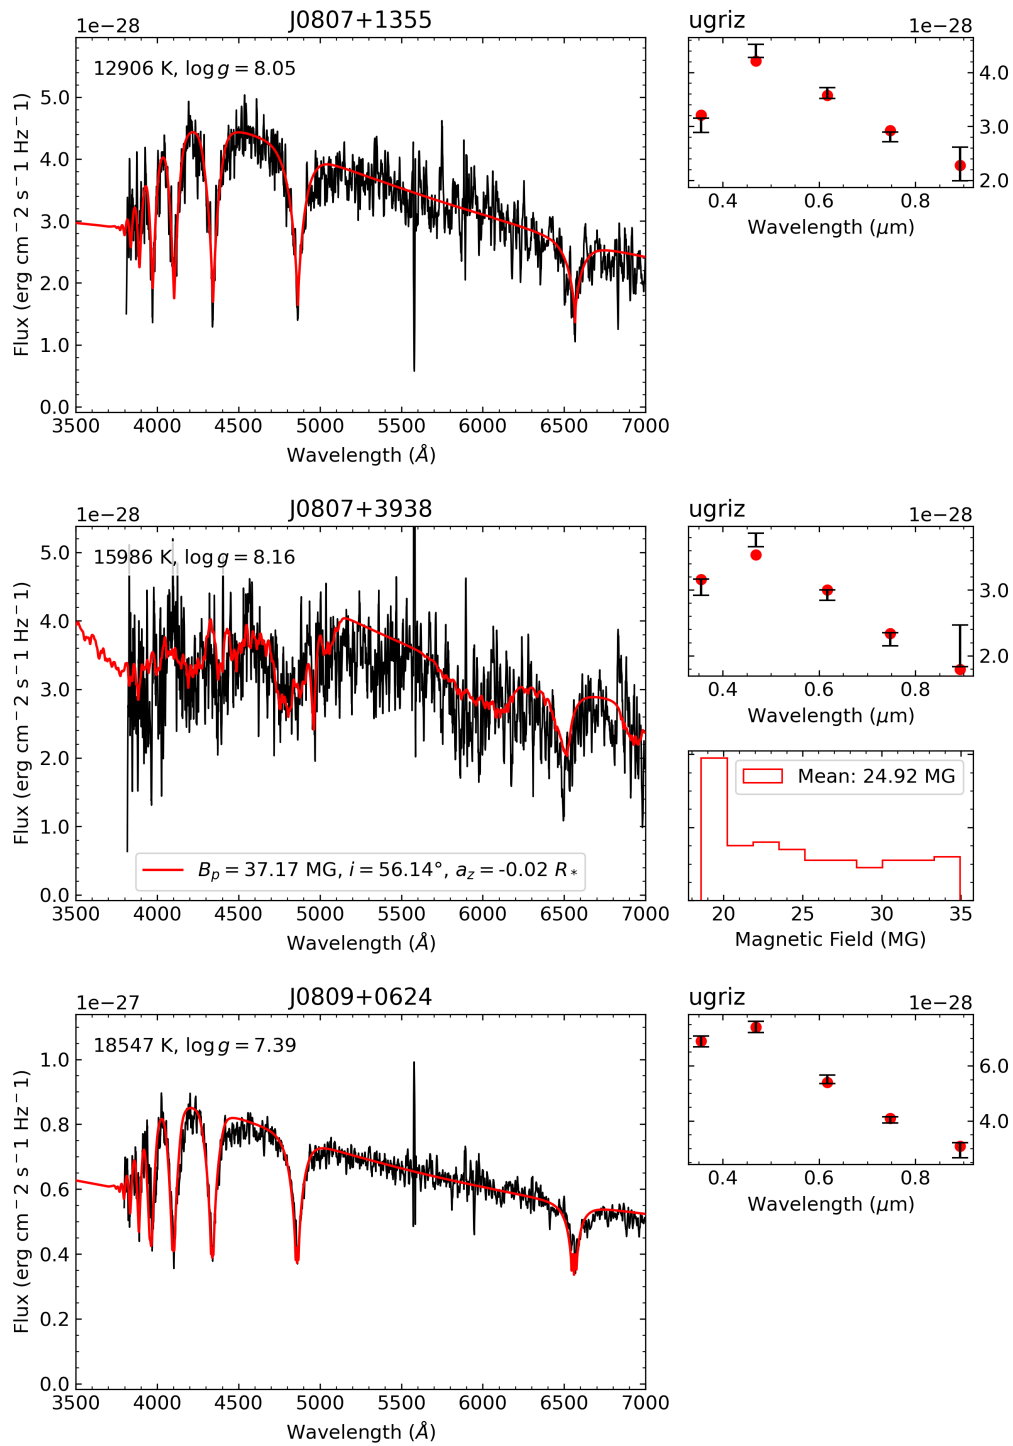 J0807+1355
1e−28
12906 K, log g = 8.05
Flux (erg cm−2 s−1 Hz−1)
5.0
4.0
3.0
2.0
1.0
0.0
3500 4000 4500 5000 5500 6000 6500 7000
Wavelength (Å)
ugriz
1e−28
4.0
3.0
2.0
0.4 0.6 0.8
Wavelength (μm)
J0807+3938
1e−28
15986 K, log g = 8.16
Flux (erg cm−2 s−1 Hz−1)
5.0
4.0
3.0
2.0
1.0
0.0
B_p = 37.17 MG, i = 56.14°, a_z = -0.02 R_*
3500 4000 4500 5000 5500 6000 6500 7000
Wavelength (Å)
ugriz
1e−28
3.0
2.0
0.4 0.6 0.8
Wavelength (μm)
Mean: 24.92 MG
20 25 30 35
Magnetic Field (MG)
J0809+0624
1e−27
18547 K, log g = 7.39
Flux (erg cm−2 s−1 Hz−1)
1.0
0.8
0.6
0.4
0.2
0.0
3500 4000 4500 5000 5500 6000 6500 7000
Wavelength (Å)
ugriz
1e−28
6.0
4.0
0.4 0.6 0.8
Wavelength (μm)